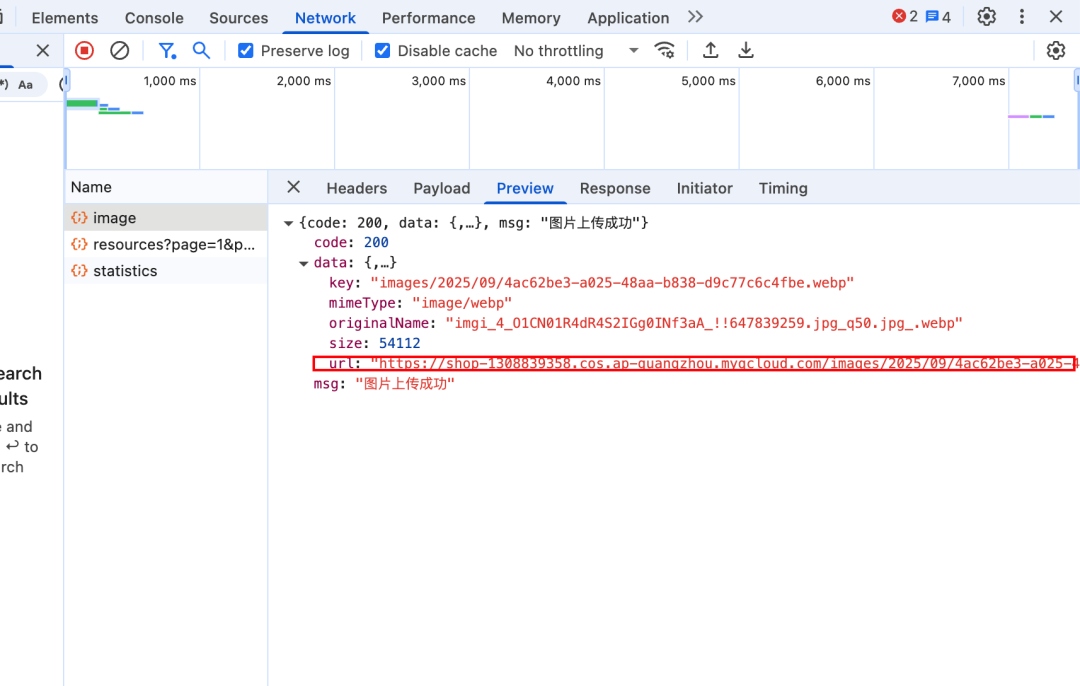 Elements Console Sources Network Performance Memory Application 2 4
Preserve log Disable cache No throttling
Aa
1,000 ms 2,000 ms 3,000 ms 4,000 ms 5,000 ms 6,000 ms 7,000 ms
Name
Headers Payload Preview Response Initiator Timing
image
resources?page=1&p...
statistics
{code: 200, data: {,…}, msg: "图片上传成功"}
code: 200
data: {,…}
key: "images/2025/09/4ac62be3-a025-48aa-b838-d9c77c6c4fbe.webp"
mimeType: "image/webp"
originalName: "imgi_4_O1CN01R4dR4S2IGg0INf3aA_!!647839259.jpg_q50.jpg_.webp"
size: 54112
url: "https://shop-1308839358.cos.ap-guangzhou.myqcloud.com/images/2025/09/4ac62be3-a025-4
msg: "图片上传成功"
earch
ults
e and
↩ to
rch